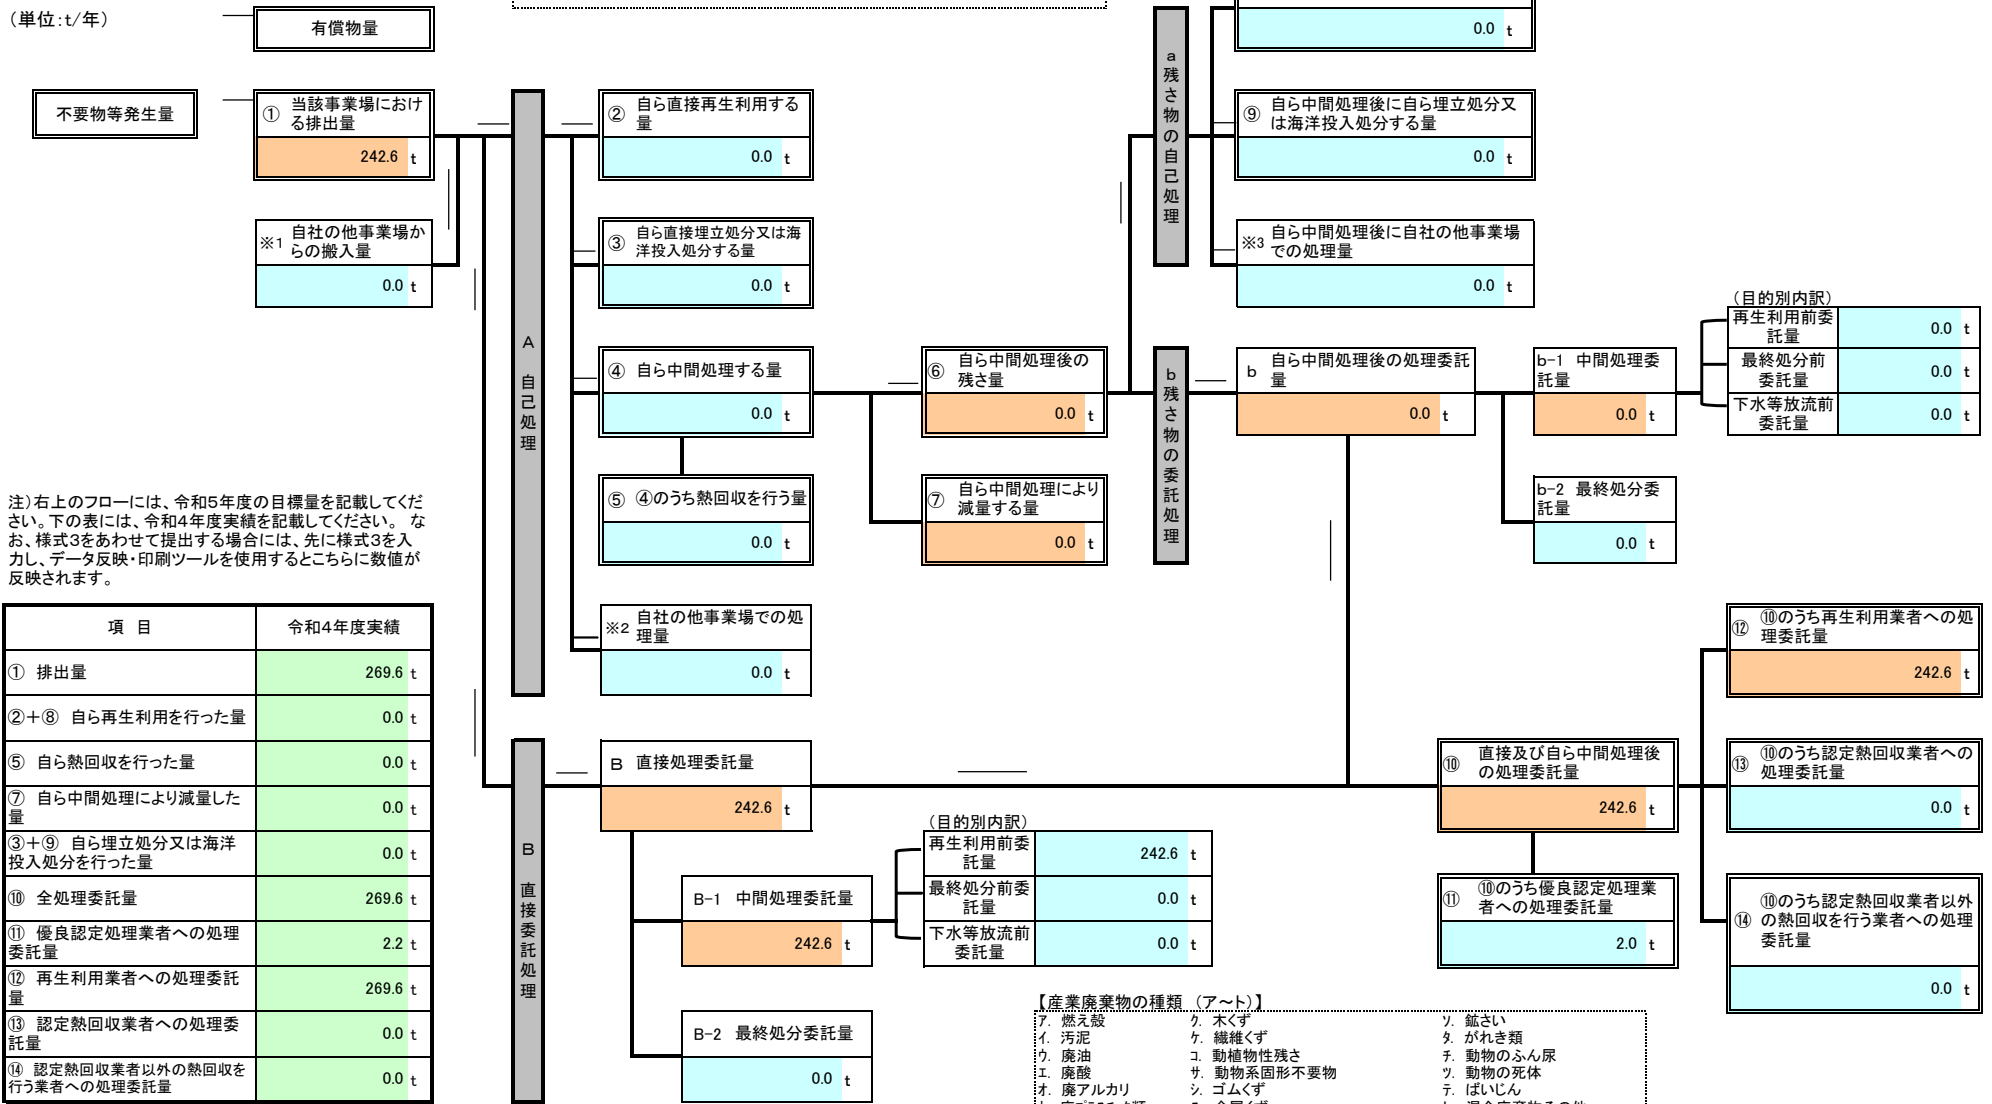 (単位:t/年)
有償物量
0.0 t
不要物等発生量
① 当該事業場におけ
る排出量
242.6 t
※1 自社の他事業場か
らの搬入量
0.0 t
A 自己処理
② 自ら直接再生利用する
量
0.0 t
③ 自ら直接埋立処分又は海
洋投入処分する量
0.0 t
④ 自ら中間処理する量
0.0 t
⑤ ④のうち熱回収を行う量
0.0 t
※2 自社の他事業場での処
理量
0.0 t
⑥ 自ら中間処理後の
残さ量
0.0 t
⑦ 自ら中間処理により
減量する量
0.0 t
a 残さ物の自己処理
⑨ 自ら中間処理後に自ら埋立処分又
は海洋投入処分する量
0.0 t
※3 自ら中間処理後に自社の他事業場
での処理量
0.0 t
b 残さ物の委託処理
b 自ら中間処理後の処理委託
量
0.0 t
b-1 中間処理委
託量
0.0 t
b-2 最終処分委
託量
0.0 t
(目的別内訳)
再生利用前委
託量
0.0 t
最終処分前
委託量
0.0 t
下水等放流前
委託量
0.0 t
注)右上のフローには、令和5年度の目標量を記載してくだ
さい。下の表には、令和4年度実績を記載してください。 な
お、様式3をあわせて提出する場合には、先に様式3を入
力し、データ反映・印刷ツールを使用するとこちらに数値が
反映されます。
項 目 令和4年度実績
① 排出量 269.6 t
②+⑧ 自ら再生利用を行った量 0.0 t
⑤ 自ら熱回収を行った量 0.0 t
⑦ 自ら中間処理により減量した
量 0.0 t
③+⑨ 自ら埋立処分又は海洋
投入処分を行った量 0.0 t
⑩ 全処理委託量 269.6 t
⑪ 優良認定処理業者への処理
委託量 2.2 t
⑫ 再生利用業者への処理委託
量 269.6 t
⑬ 認定熱回収業者への処理委
託量 0.0 t
⑭ 認定熱回収業者以外の熱回収を
行う業者への処理委託量 0.0 t
B 直接委託処理
B 直接処理委託量
242.6 t
B-1 中間処理委託量
242.6 t
B-2 最終処分委託量
0.0 t
(目的別内訳)
再生利用前委
託量
242.6 t
最終処分前委
託量
0.0 t
下水等放流前
委託量
0.0 t
⑩ 直接及び自ら中間処理後
の処理委託量
242.6 t
⑪ ⑩のうち優良認定処理業
者への処理委託量
2.0 t
⑫ ⑩のうち再生利用業者への処
理委託量
242.6 t
⑬ ⑩のうち認定熱回収業者への
処理委託量
0.0 t
⑭ ⑩のうち認定熱回収業者以外
の熱回収を行う業者への処理
委託量
0.0 t
【産業廃棄物の種類 (ア~ト)】
ア. 燃え殻 ク. 木くず ソ. 鉱さい
イ. 汚泥 ケ. 繊維くず タ. がれき類
ウ. 廃油 コ. 動植物性残さ チ. 動物のふん尿
エ. 廃酸 サ. 動物系固形不要物 ツ. 動物の死体
オ. 廃アルカリ シ. ゴムくず テ. ばいじん